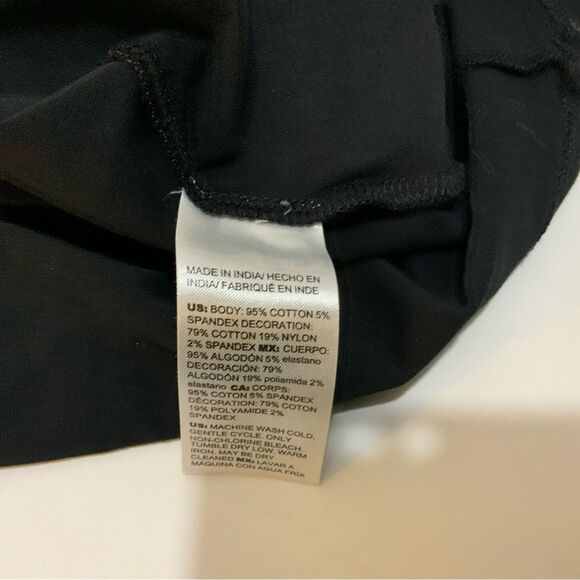 MADE IN INDIA/ HECHO EN
INDIA/ FABRIQUÉ EN INDE
US: BODY: 95% COTTON 5%
SPANDEX DECORATION:
79% COTTON 19% NYLON
2% SPANDEX MX: CUERPO:
95% ALGODÓN 5% elastano
DECORACIÓN: 79%
ALGODÓN 19% poliamida 2%
elastano CA: CORPS:
95% COTON 5% SPANDEX
DÉCORATION: 79% COTON
19% POLYAMIDE 2%
SPANDEX
US: MACHINE WASH COLD,
GENTLE CYCLE. ONLY
NON-CHLORINE BLEACH.
TUMBLE DRY LOW. WARM
IRON. MAY BE DRY
CLEANED MX: LAVAR A
MÁQUINA CON AGUA FRÍA